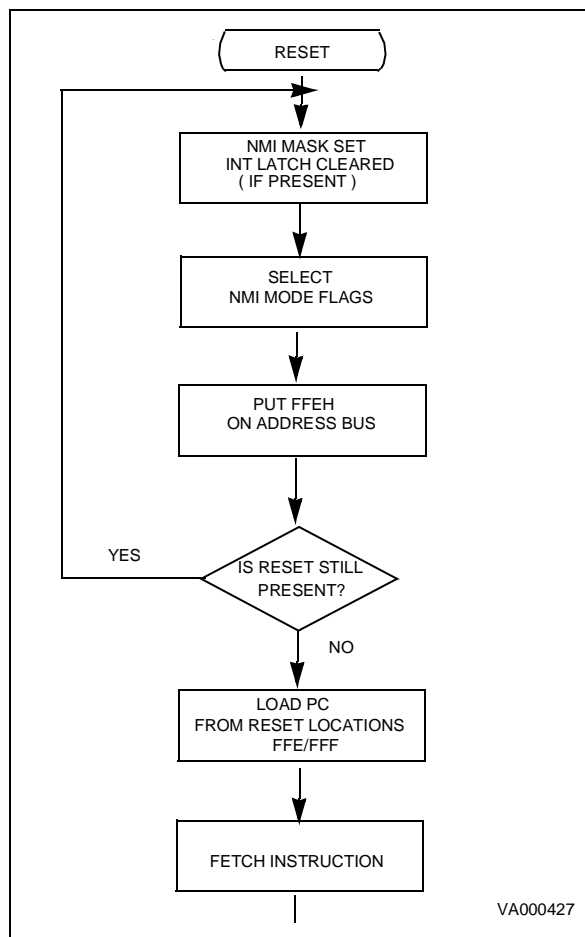 RESET
NMI MASK SET
INT LATCH CLEARED
( IF PRESENT )
SELECT
NMI MODE FLAGS
PUT FFEH
ON ADDRESS BUS
YES
IS RESET STILL
PRESENT?
NO
LOAD PC
FROM RESET LOCATIONS
FFE/FFF
FETCH INSTRUCTION
VA000427